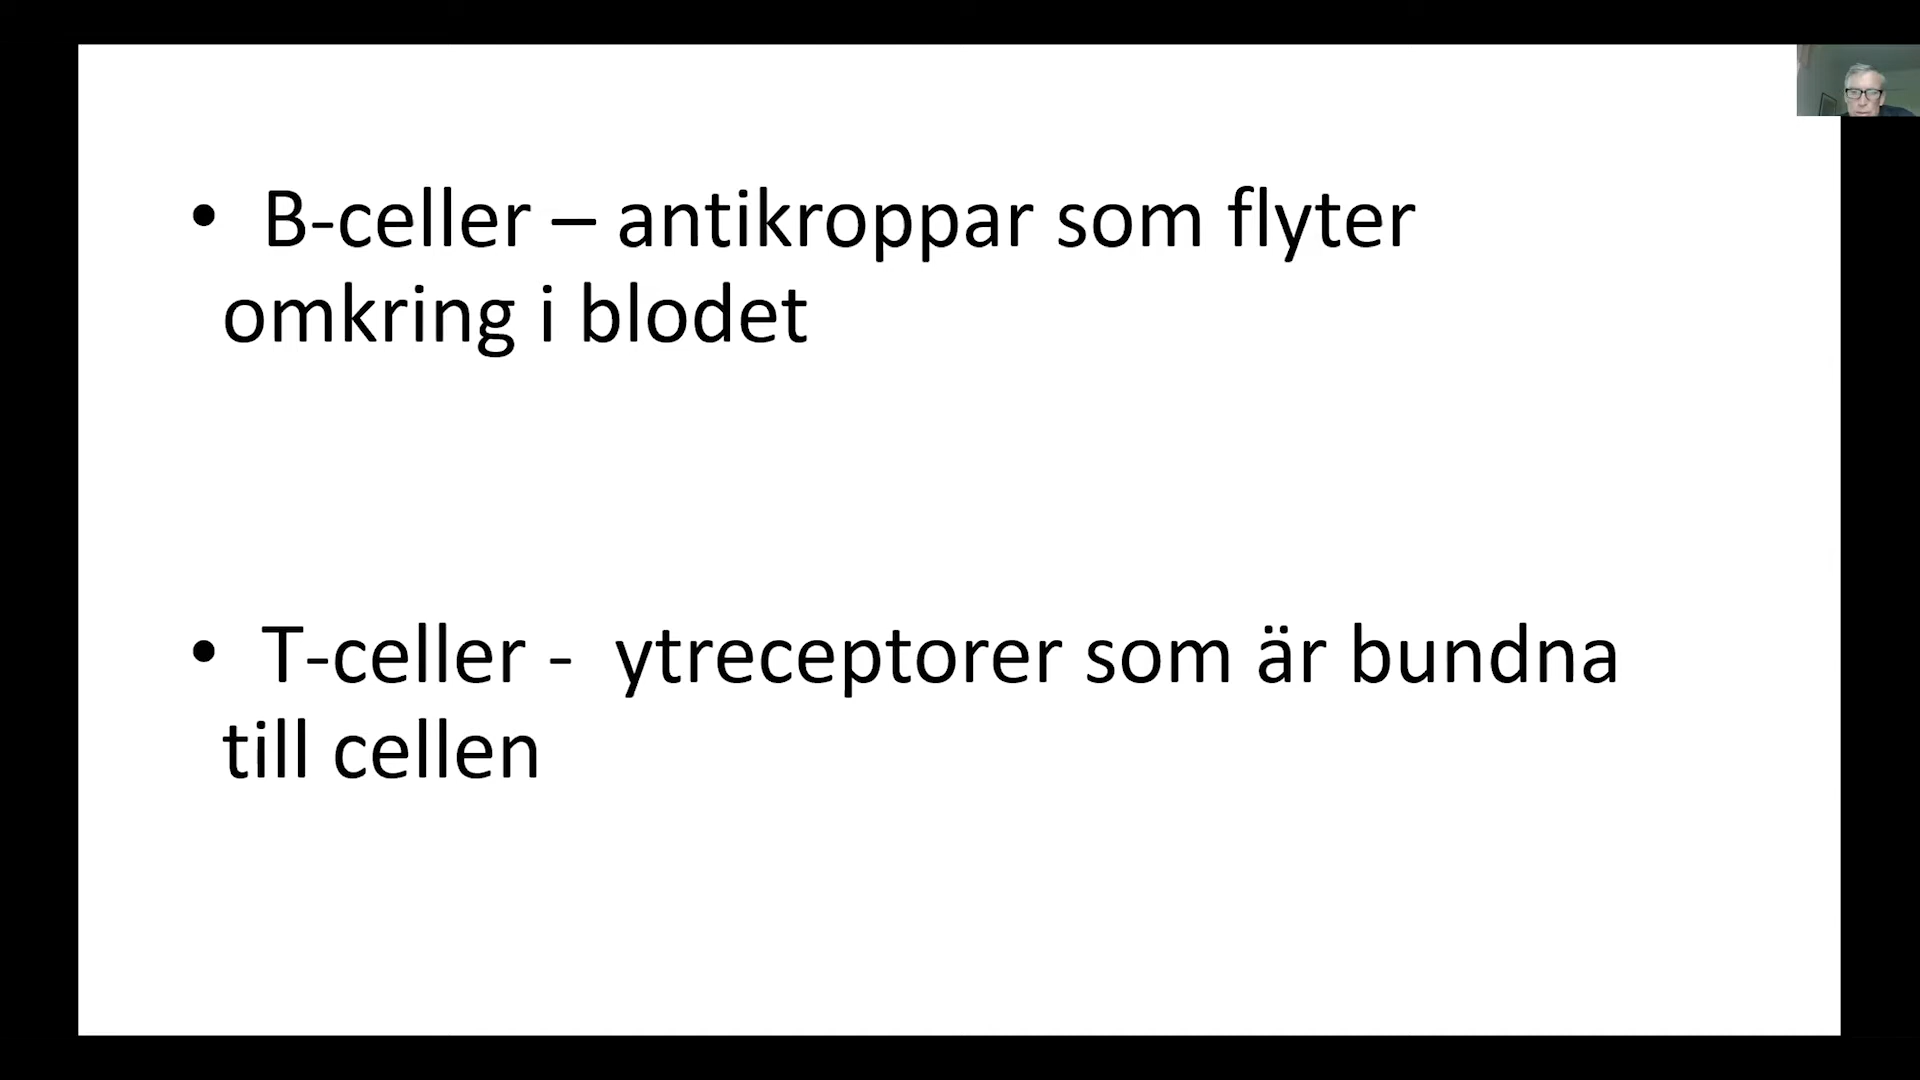 • B-celler – antikroppar som flyter
omkring i blodet
• T-celler - ytreceptorer som är bundna
till cellen